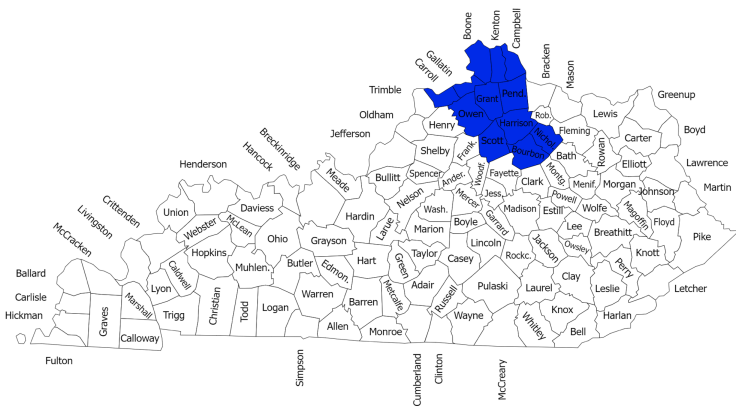 Boone
Kenton
Campbell
Gallatin
Carroll
Bracken
Mason
Trimble
Grant
Pend.
Greenup
Oldham
Owen
Rob.
Lewis
Henry
Harrison
Fleming
Boyd
Jefferson
Scott
Nichol.
Carter
Shelby
Frank.
Bourbon
Bath
Rowan
Elliott
Lawrence
Breckinridge
Hancock
Henderson
Meade
Bullitt
Spencer
Ander.
Woodf.
Fayette
Montg.
Menif.
Morgan
Johnson
Martin
Crittenden
Livingston
McCracken
Union
Daviess
Nelson
Mercer
Jess.
Clark
Powell
Magoffin
Webster
McLean
Hardin
Larue
Wash.
Madison
Estill
Wolfe
Floyd
Pike
Ohio
Grayson
Marion
Boyle
Garrard
Lee
Breathitt
Hopkins
Muhlen.
Butler
Edmon.
Hart
Green
Taylor
Casey
Lincoln
Rockc.
Jackson
Owsley
Perry
Knott
Ballard
Lyon
Caldwell
Warren
Barren
Metcalfe
Adair
Russell
Pulaski
Laurel
Clay
Leslie
Letcher
Carlisle
Graves
Marshall
Trigg
Christian
Todd
Logan
Allen
Monroe
Wayne
Whitley
Knox
Harlan
Hickman
Calloway
Bell
Fulton
Simpson
Cumberland
Clinton
McCreary